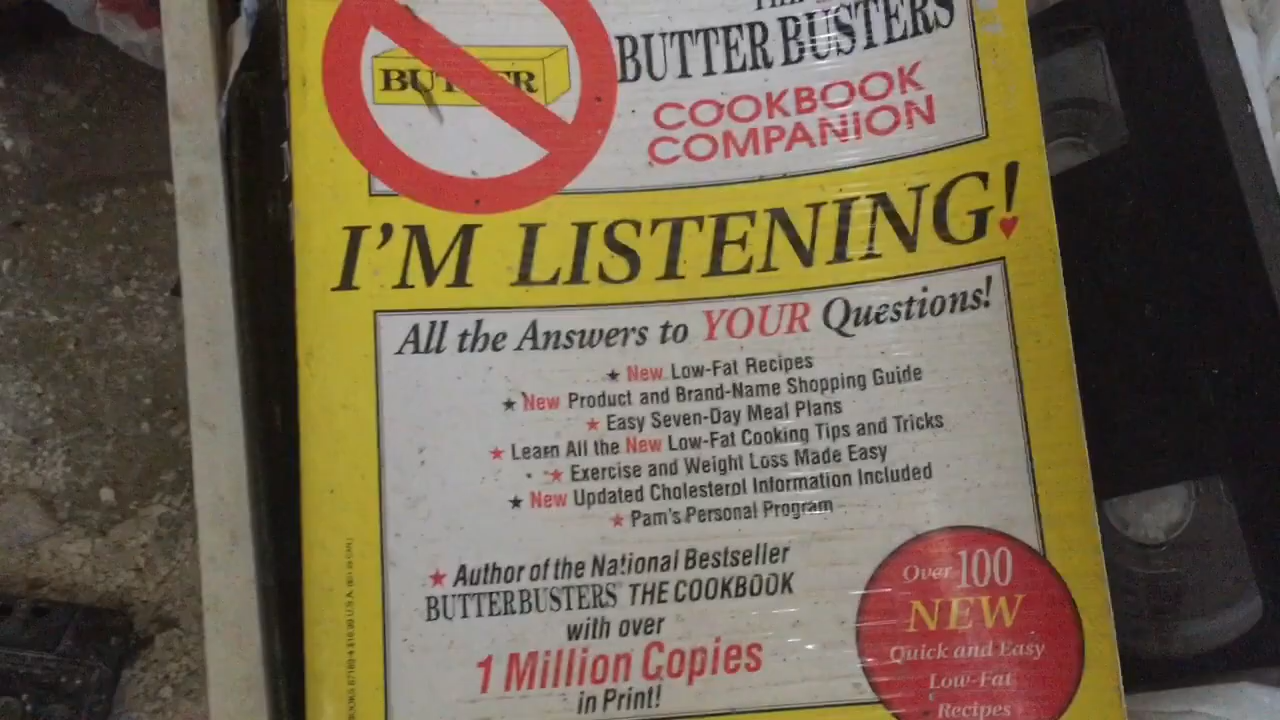 BUTTER
BUTTER BUSTERS
COOKBOOK
COMPANION
I'M LISTENING!
All the Answers to YOUR Questions!
★ New Low-Fat Recipes
★ New Product and Brand-Name Shopping Guide
★ Easy Seven-Day Meal Plans
★ Learn All the New Low-Fat Cooking Tips and Tricks
★ Exercise and Weight Loss Made Easy
★ New Updated Cholesterol Information Included
★ Pam's Personal Program
★ Author of the National Bestseller
BUTTERBUSTERS THE COOKBOOK
with over
1 Million Copies
in Print!
Over 100
NEW
Quick and Easy
Low-Fat
Recipes